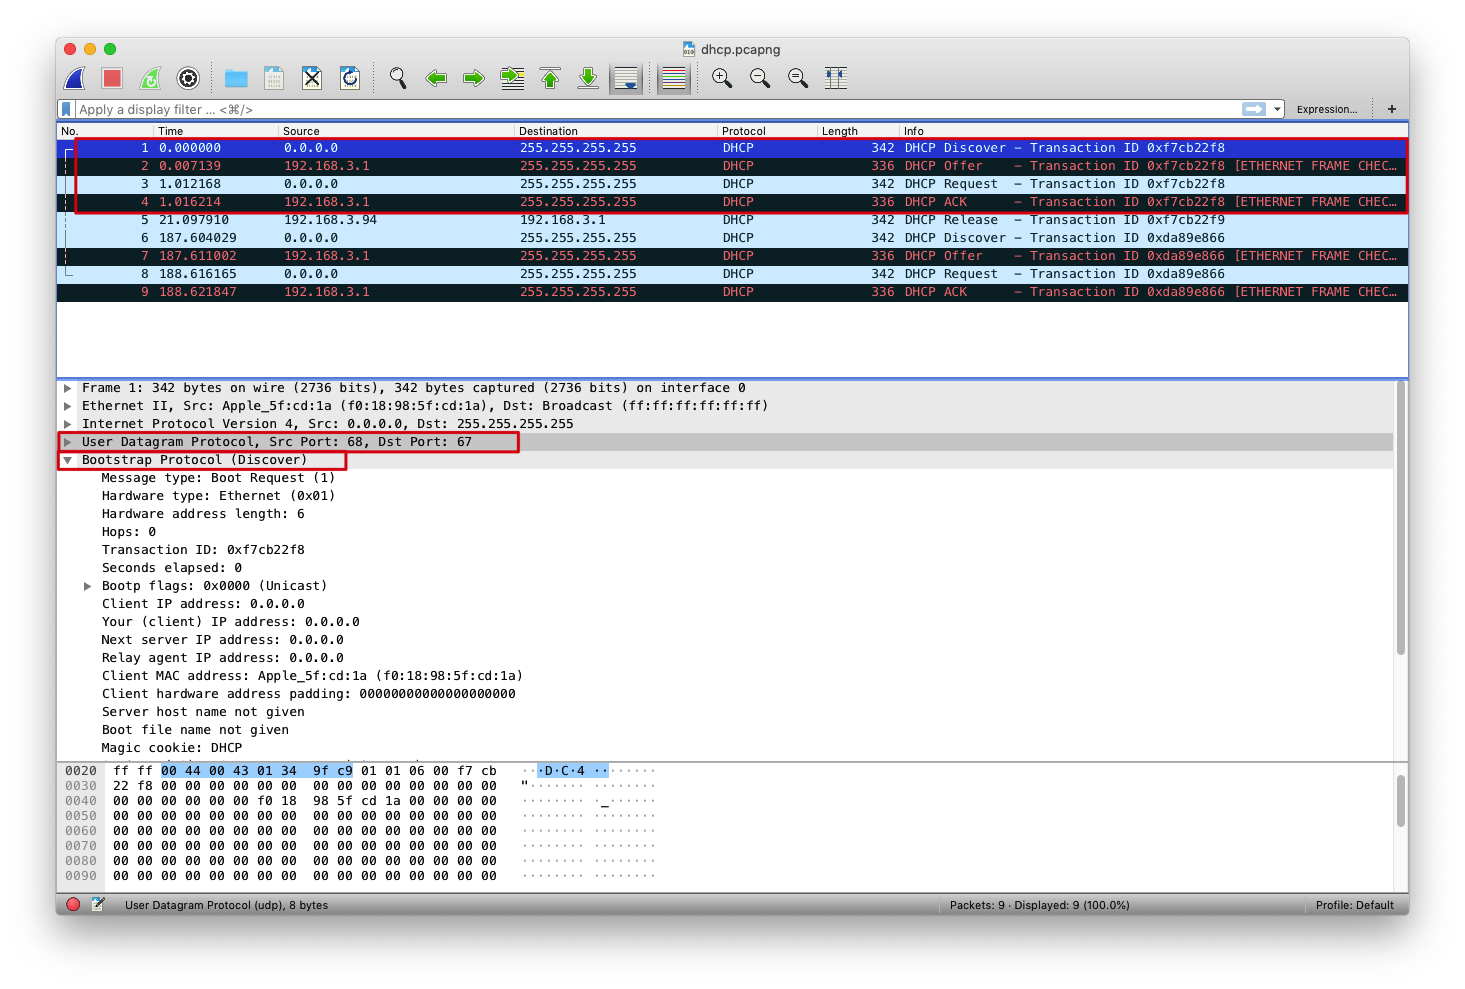 dhcp.pcapng
Apply a display filter ... <⌘/>
Expression... +
No. Time Source Destination Protocol Length Info
1 0.000000 0.0.0.0 255.255.255.255 DHCP 342 DHCP Discover – Transaction ID 0xf7cb22f8
2 0.007139 192.168.3.1 255.255.255.255 DHCP 336 DHCP Offer – Transaction ID 0xf7cb22f8 [ETHERNET FRAME CHEC…
3 1.012168 0.0.0.0 255.255.255.255 DHCP 342 DHCP Request – Transaction ID 0xf7cb22f8
4 1.016214 192.168.3.1 255.255.255.255 DHCP 336 DHCP ACK – Transaction ID 0xf7cb22f8 [ETHERNET FRAME CHEC…
5 21.097910 192.168.3.94 192.168.3.1 DHCP 342 DHCP Release – Transaction ID 0xf7cb22f9
6 187.604029 0.0.0.0 255.255.255.255 DHCP 342 DHCP Discover – Transaction ID 0xda89e866
7 187.611002 192.168.3.1 255.255.255.255 DHCP 336 DHCP Offer – Transaction ID 0xda89e866 [ETHERNET FRAME CHEC…
8 188.616165 0.0.0.0 255.255.255.255 DHCP 342 DHCP Request – Transaction ID 0xda89e866
9 188.621847 192.168.3.1 255.255.255.255 DHCP 336 DHCP ACK – Transaction ID 0xda89e866 [ETHERNET FRAME CHEC…
Frame 1: 342 bytes on wire (2736 bits), 342 bytes captured (2736 bits) on interface 0
Ethernet II, Src: Apple_5f:cd:1a (f0:18:98:5f:cd:1a), Dst: Broadcast (ff:ff:ff:ff:ff:ff)
Internet Protocol Version 4, Src: 0.0.0.0, Dst: 255.255.255.255
User Datagram Protocol, Src Port: 68, Dst Port: 67
Bootstrap Protocol (Discover)
Message type: Boot Request (1)
Hardware type: Ethernet (0x01)
Hardware address length: 6
Hops: 0
Transaction ID: 0xf7cb22f8
Seconds elapsed: 0
Bootp flags: 0x0000 (Unicast)
Client IP address: 0.0.0.0
Your (client) IP address: 0.0.0.0
Next server IP address: 0.0.0.0
Relay agent IP address: 0.0.0.0
Client MAC address: Apple_5f:cd:1a (f0:18:98:5f:cd:1a)
Client hardware address padding: 00000000000000000000
Server host name not given
Boot file name not given
Magic cookie: DHCP
0020 ff ff 00 44 00 43 01 34 9f c9 01 01 06 00 f7 cb ···D·C·4 ········
0030 22 f8 00 00 00 00 00 00 00 00 00 00 00 00 00 00 "······· ········
0040 00 00 00 00 00 00 f0 18 98 5f cd 1a 00 00 00 00 ········ ·_······
0050 00 00 00 00 00 00 00 00 00 00 00 00 00 00 00 00 ········ ········
0060 00 00 00 00 00 00 00 00 00 00 00 00 00 00 00 00 ········ ········
0070 00 00 00 00 00 00 00 00 00 00 00 00 00 00 00 00 ········ ········
0080 00 00 00 00 00 00 00 00 00 00 00 00 00 00 00 00 ········ ········
0090 00 00 00 00 00 00 00 00 00 00 00 00 00 00 00 00 ········ ········
User Datagram Protocol (udp), 8 bytes Packets: 9 · Displayed: 9 (100.0%) Profile: Default